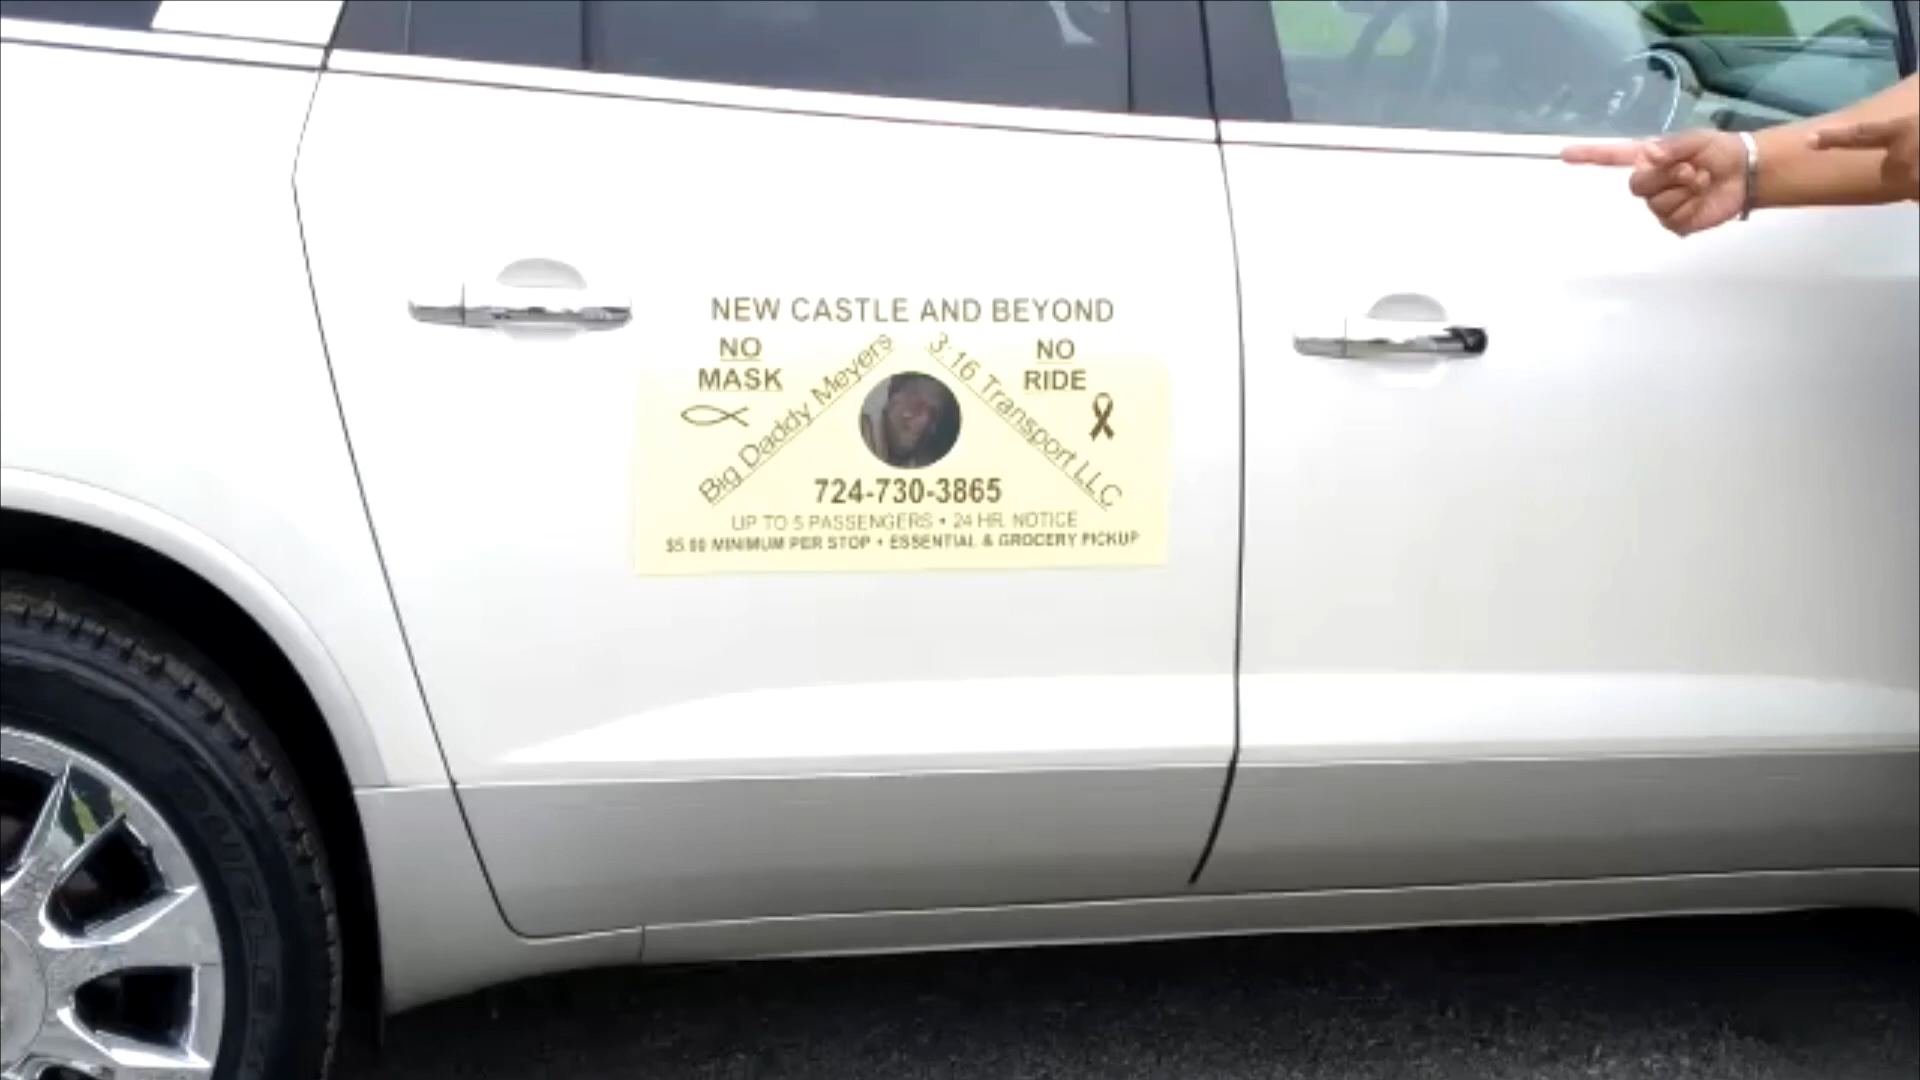 NEW CASTLE AND BEYOND
NO MASK
NO RIDE
Big Daddy Meyers
3:16 Transport LLC
724-730-3865
UP TO 5 PASSENGERS • 24 HR. NOTICE
$5.00 MINIMUM PER STOP • ESSENTIAL & GROCERY PICKUP